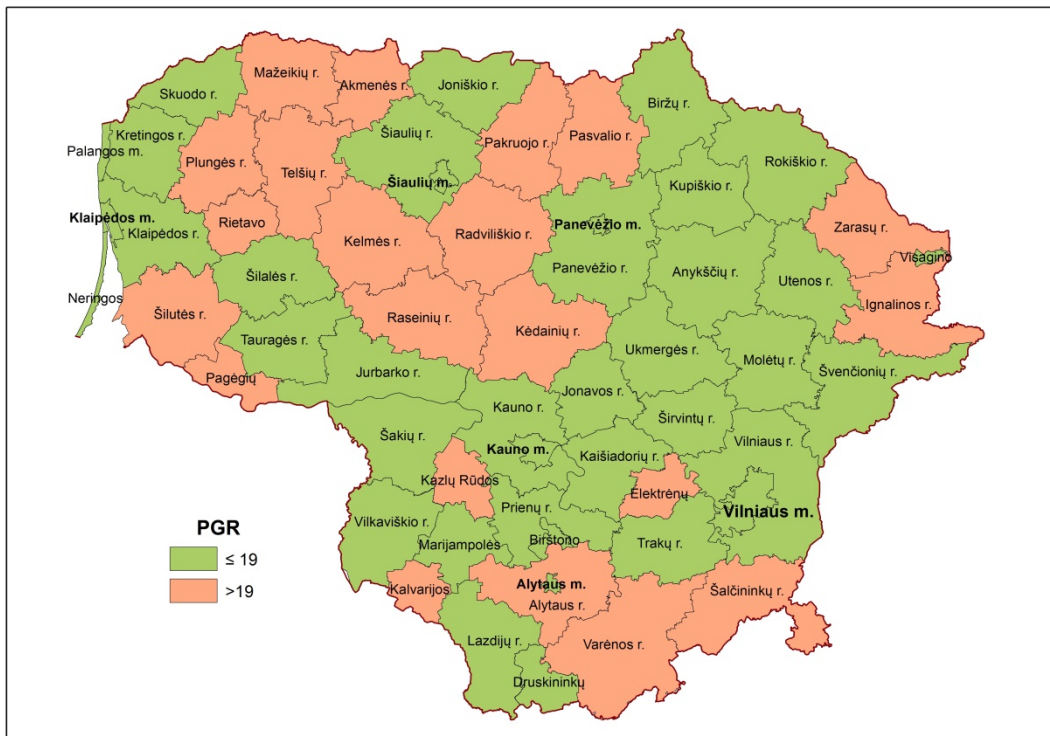 Mažeikių r.
Akmenės r.
Joniškio r.
Skuodo r.
Biržų r.
Kretingos r.
Šiaulių r.
Pakruojo r.
Pasvalio r.
Palangos m.
Plungės r.
Telšių r.
Šiaulių m.
Rokiškio r.
Kupiškio r.
Klaipėdos m.
Klaipėdos r.
Rietavo
Kelmės r.
Radviliškio r.
Panevėžio m.
Zarasų r.
Visagino
Panevėžio r.
Anykščių r.
Utenos r.
Šilalės r.
Neringos
Šilutės r.
Ignalinos r.
Raseinių r.
Kėdainių r.
Tauragės r.
Ukmergės r.
Molėtų r.
Švenčionių r.
Pagėgių
Jurbarko r.
Jonavos r.
Kauno r.
Širvintų r.
Šakių r.
Kauno m.
Kaišiadorių r.
Vilniaus r.
Kazlų Rūdos
Elektrėnų
Vilniaus m.
Prienų r.
Vilkaviškio r.
Marijampolės
Birštono
Trakų r.
Kalvarijos
Alytaus m.
Alytaus r.
Šalčininkų r.
Lazdijų r.
Varėnos r.
Druskininkų
PGR
≤ 19
>19